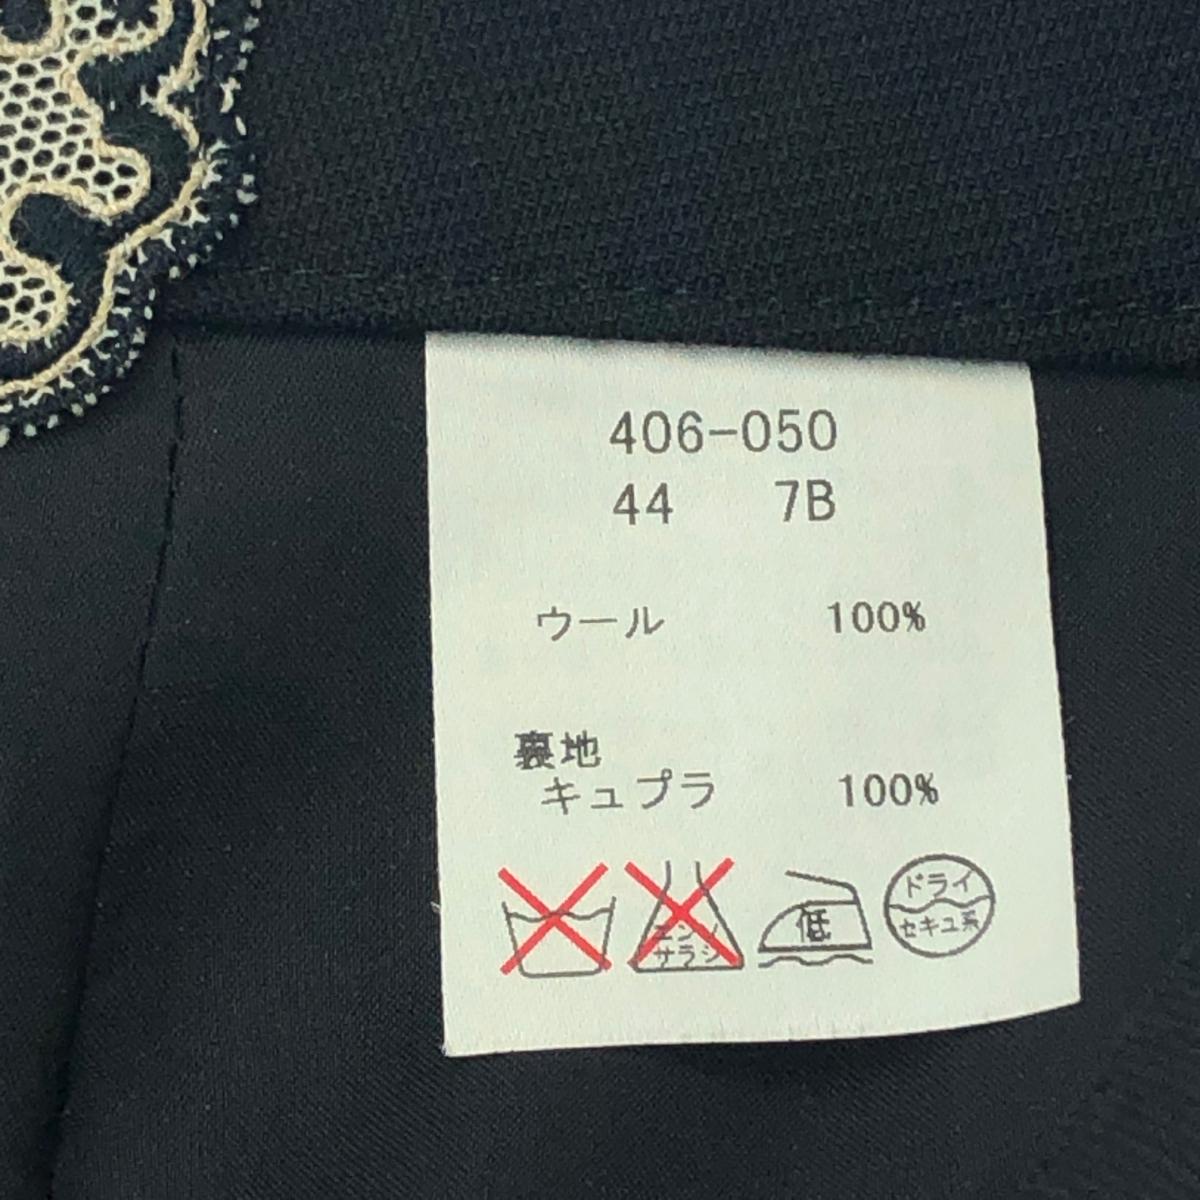 406-050
44 7B
ウール 100%
裏地
キュプラ 100%
エンソ
サラシ
低
ドライ
セキユ系